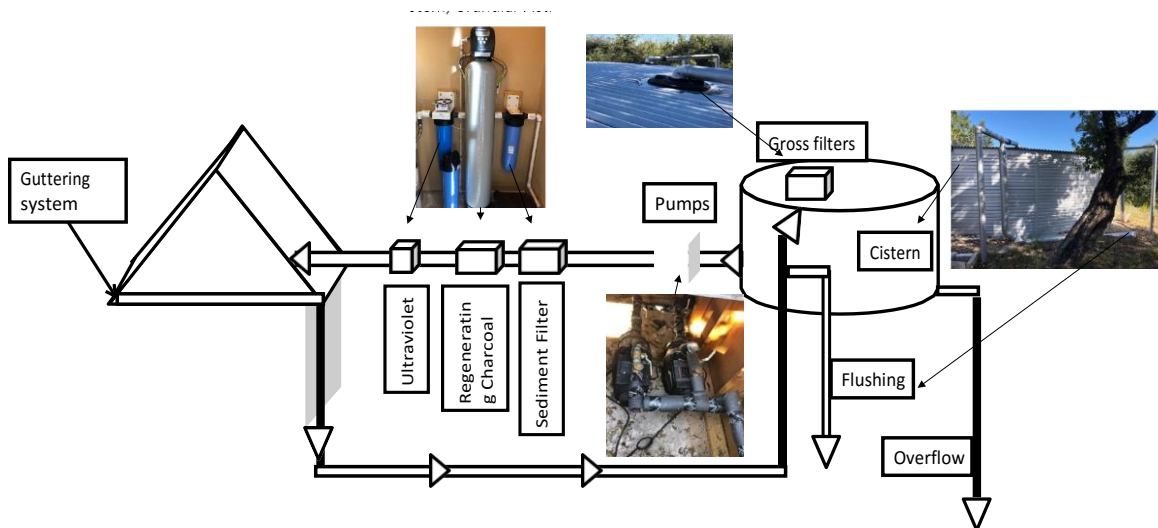 Gross filters
Guttering
system
Pumps
Cistern
Ultraviolet
Regeneratin
g Charcoal
Sediment Filter
Flushing
Overflow